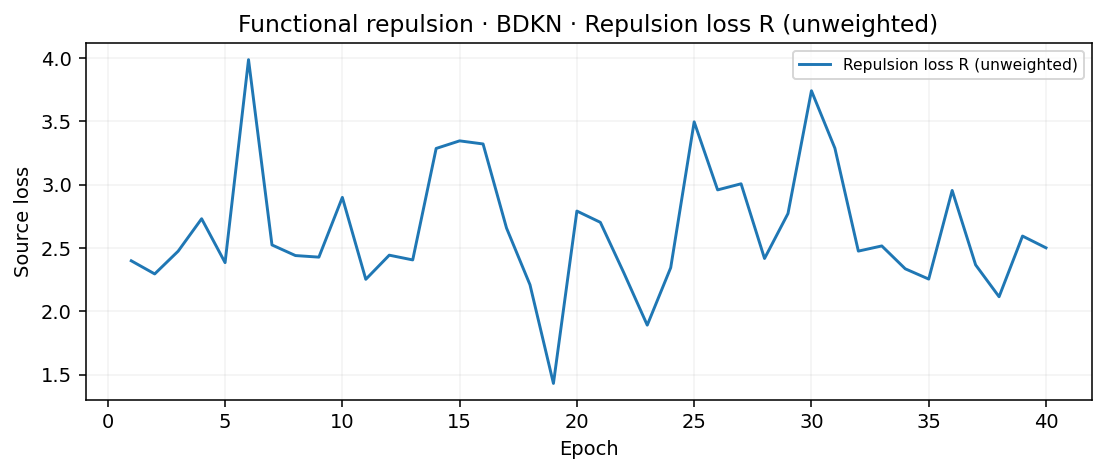 Functional repulsion · BDKN · Repulsion loss R (unweighted)
Repulsion loss R (unweighted)
Source loss
4.0
3.5
3.0
2.5
2.0
1.5
0 5 10 15 20 25 30 35 40
Epoch